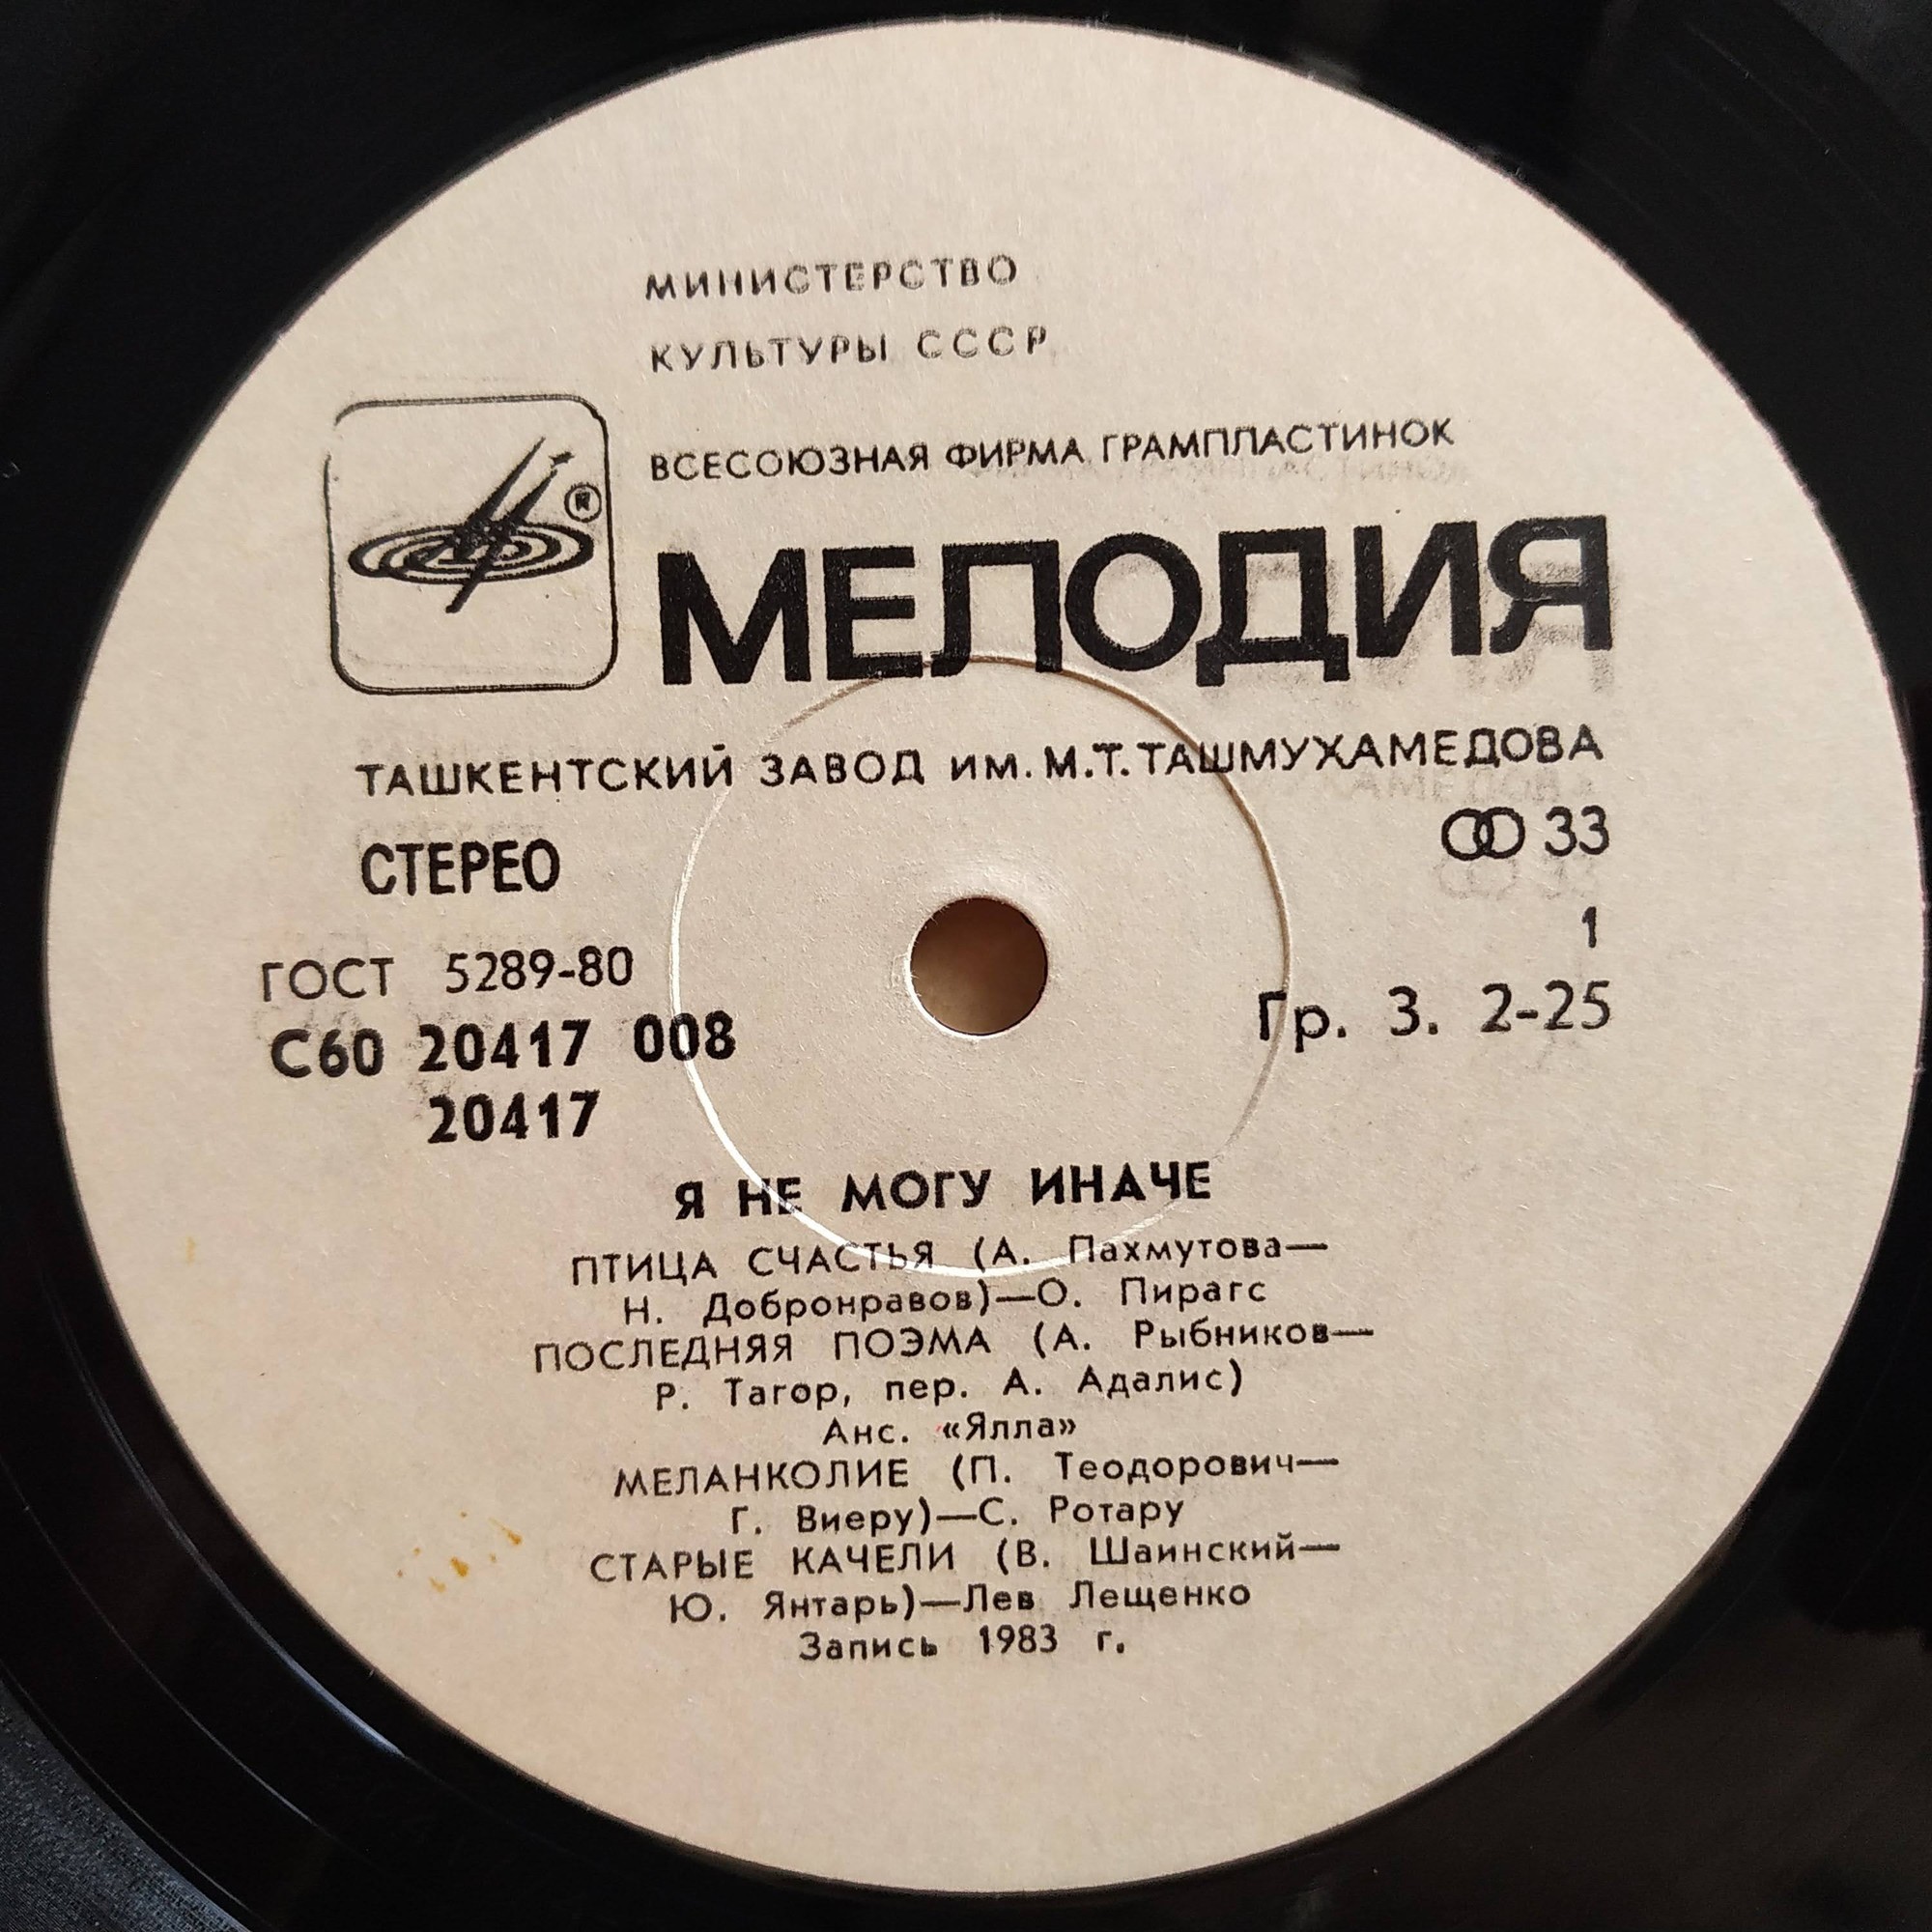 МИНИСТЕРСТВО
КУЛЬТУРЫ СССР
ВСЕСОЮЗНАЯ ФИРМА ГРАМПЛАСТИНОК
®
МЕЛОДИЯ
ТАШКЕНТСКИЙ ЗАВОД ИМ. М.Т. ТАШМУХАМЕДОВА
СТЕРЕО
33
1
ГОСТ 5289-80
Гр. 3. 2-25
С60 20417 008
20417
Я НЕ МОГУ ИНАЧЕ
ПТИЦА СЧАСТЬЯ (А. Пахмутова—
Н. Добронравов)—О. Пирагс
ПОСЛЕДНЯЯ ПОЭМА (А. Рыбников—
Р. Тагор, пер. А. Адалис)
Анс. «Ялла»
МЕЛАНКОЛИЕ (П. Теодорович—
Г. Виеру)—С. Ротару
СТАРЫЕ КАЧЕЛИ (В. Шаинский—
Ю. Янтарь)—Лев Лещенко
Запись 1983 г.